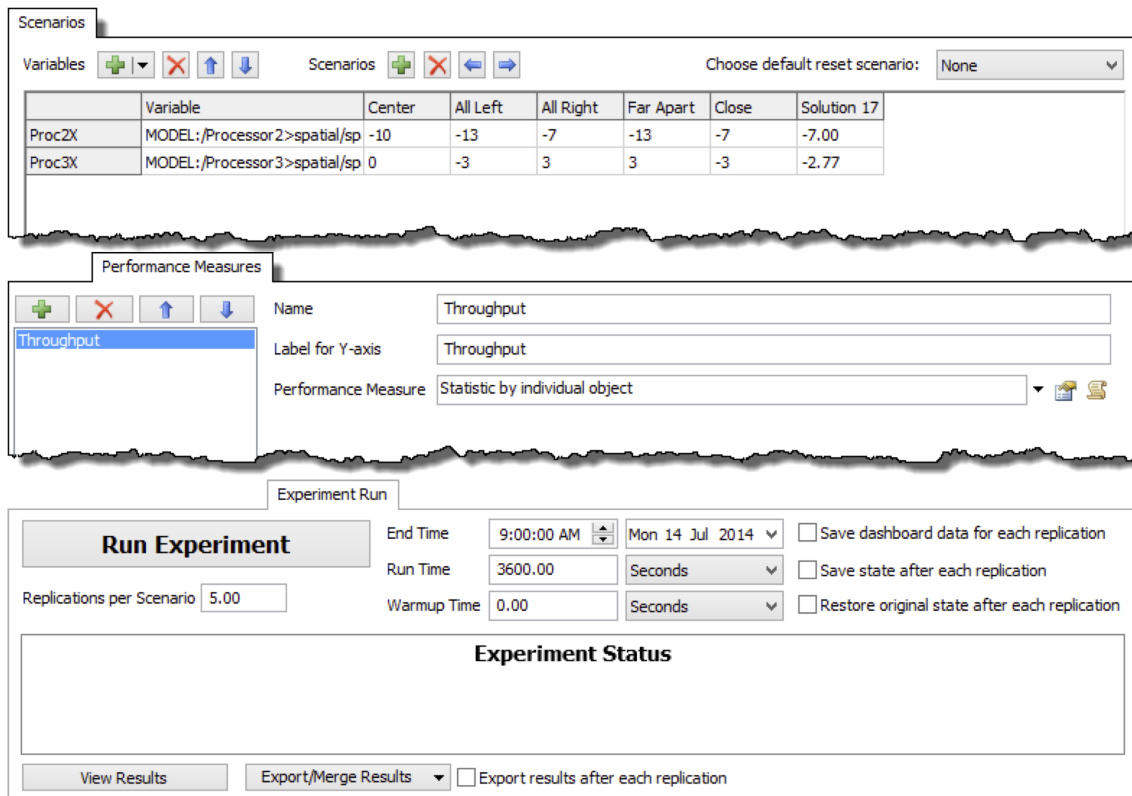 Scenarios
Variables Scenarios Choose default reset scenario: None
Variable Center All Left All Right Far Apart Close Solution 17
Proc2X MODEL:/Processor2>spatial/sp -10 -13 -7 -13 -7 -7.00
Proc3X MODEL:/Processor3>spatial/sp 0 -3 3 3 -3 -2.77
Performance Measures
Name Throughput
Throughput
Label for Y-axis Throughput
Performance Measure Statistic by individual object
Experiment Run
Run Experiment
End Time 9:00:00 AM Mon 14 Jul 2014 Save dashboard data for each replication
Run Time 3600.00 Seconds Save state after each replication
Replications per Scenario 5.00 Warmup Time 0.00 Seconds Restore original state after each replication
Experiment Status
View Results Export/Merge Results Export results after each replication